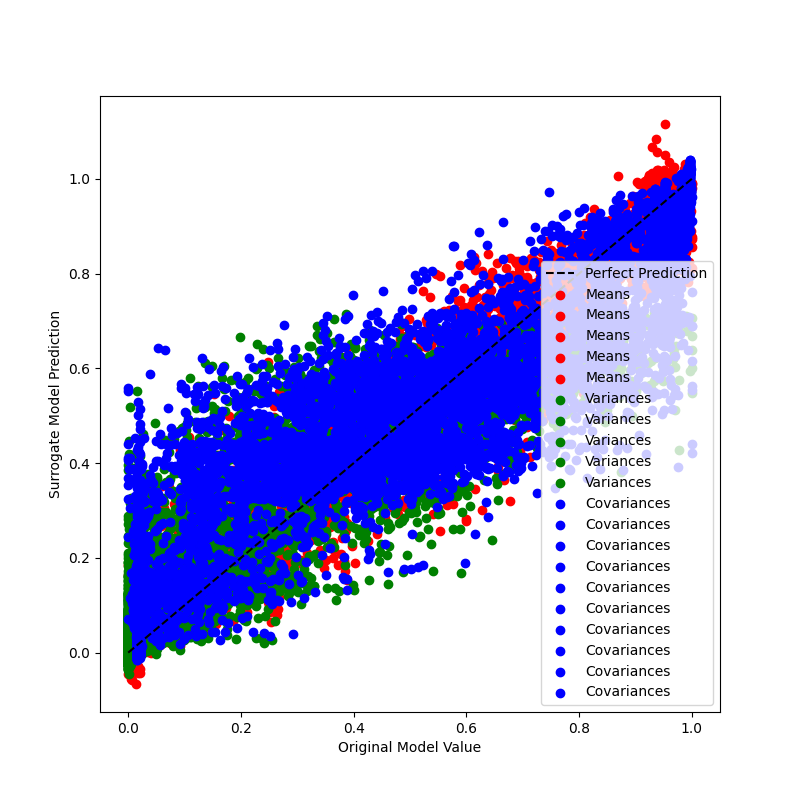 1.0
0.8
0.6
0.4
0.2
0.0
Surrogate Model Prediction
Perfect Prediction
Means
Means
Means
Means
Means
Variances
Variances
Variances
Variances
Variances
Covariances
Covariances
Covariances
Covariances
Covariances
Covariances
Covariances
Covariances
Covariances
Covariances
0.0 0.2 0.4 0.6 0.8 1.0
Original Model Value